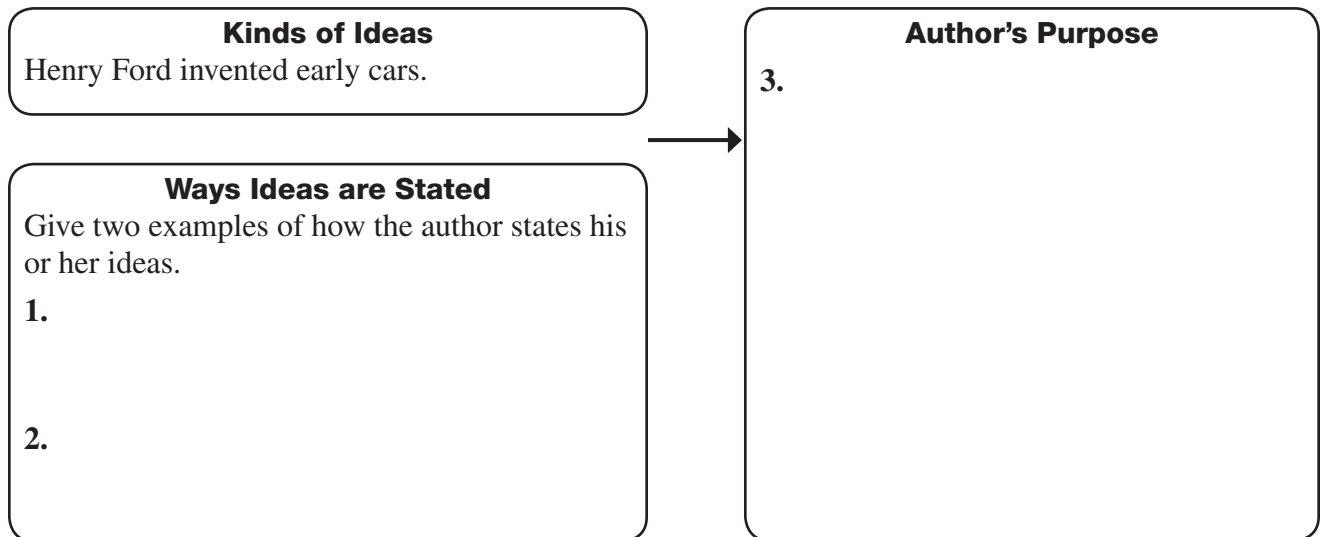 Kinds of Ideas
Henry Ford invented early cars.
Ways Ideas are Stated
Give two examples of how the author states his
or her ideas.
1.
2.
Author’s Purpose
3.